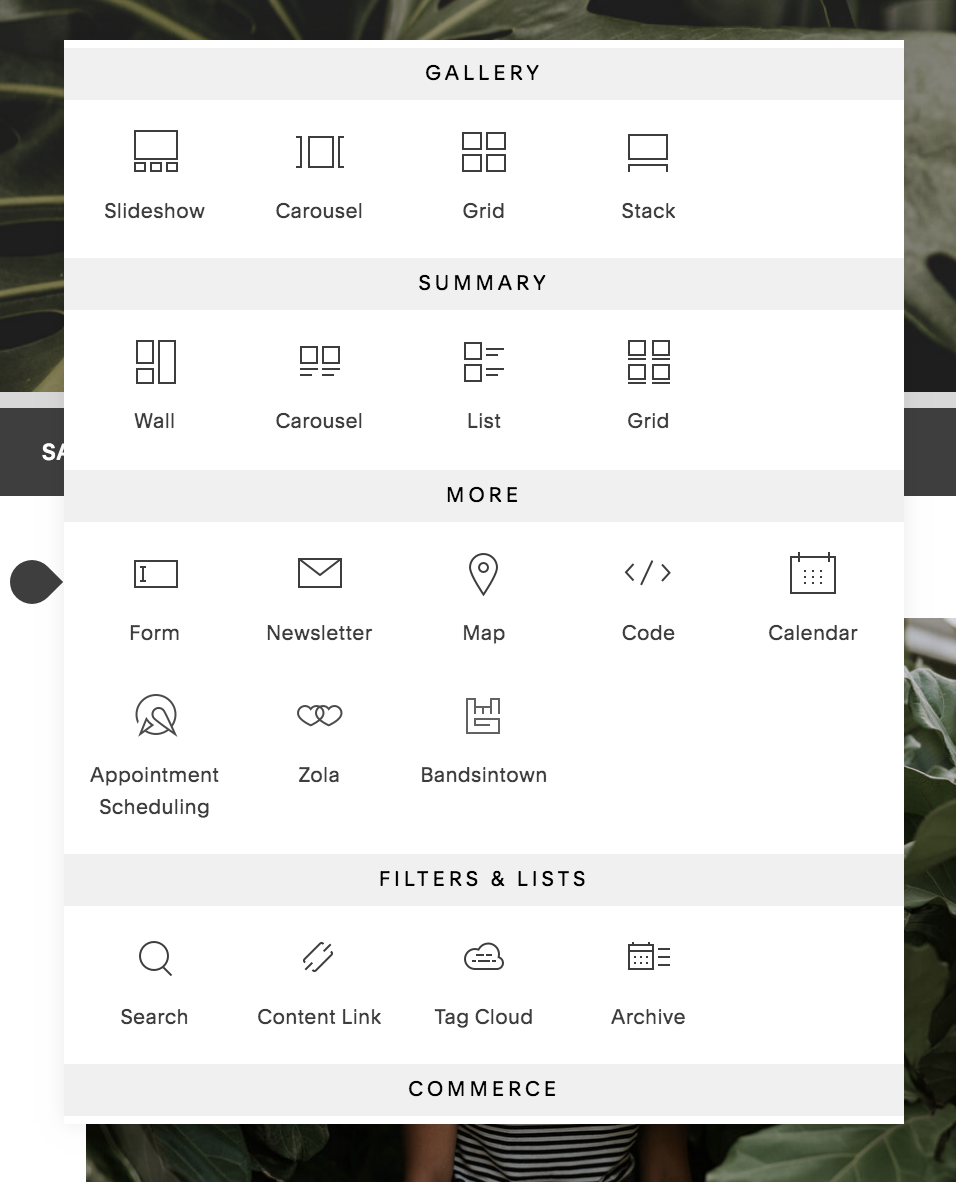 GALLERY
Slideshow Carousel Grid Stack
SUMMARY
Wall Carousel List Grid
SA
MORE
Form Newsletter Map Code Calendar
Appointment Zola Bandsintown
Scheduling
FILTERS & LISTS
Search Content Link Tag Cloud Archive
COMMERCE